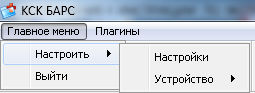 КСК БАРС
Главное меню Плагины
Настроить Настройки
Выйти Устройство